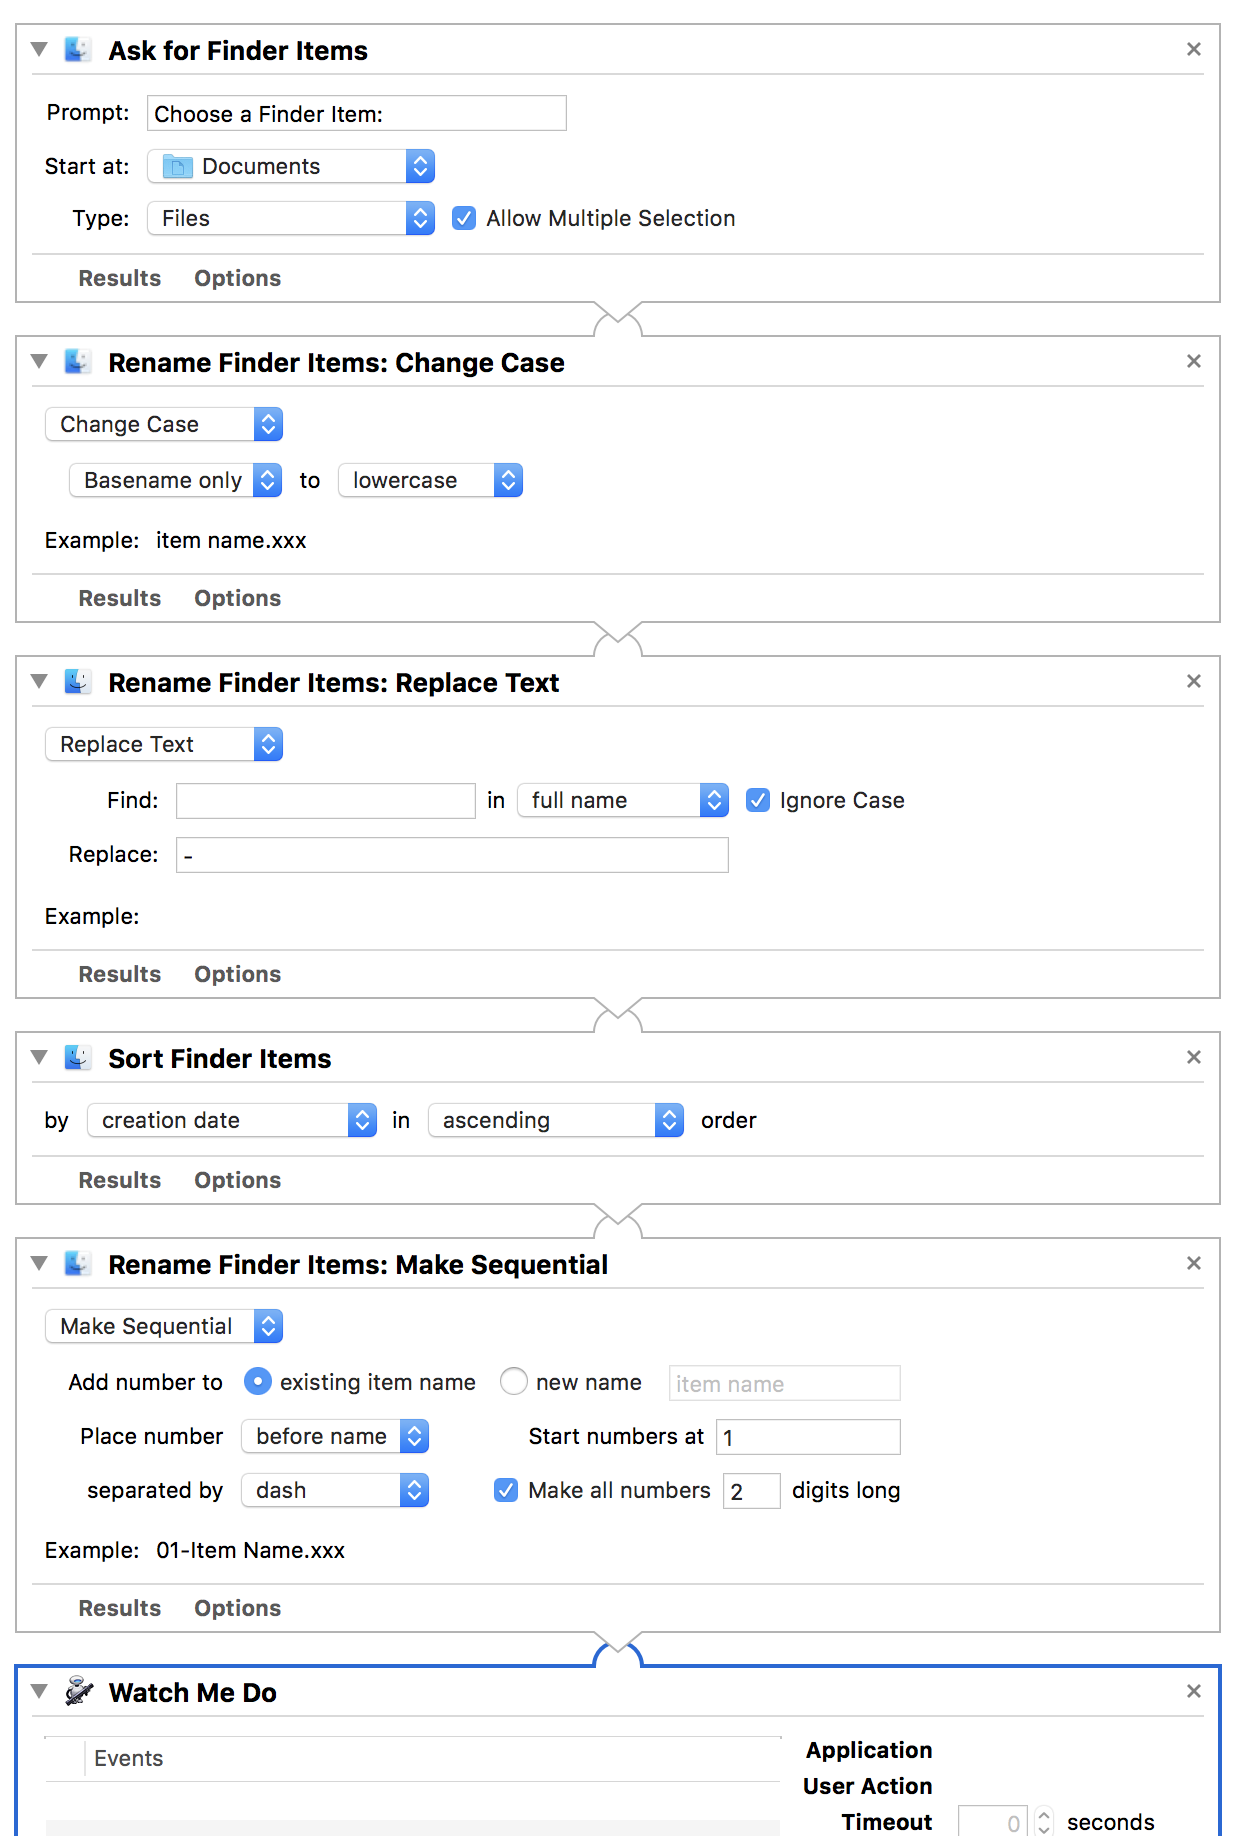 Ask for Finder Items
Prompt: Choose a Finder Item:
Start at: Documents
Type: Files Allow Multiple Selection
Results Options
Rename Finder Items: Change Case
Change Case
Basename only to lowercase
Example: item name.xxx
Results Options
Rename Finder Items: Replace Text
Replace Text
Find: in full name Ignore Case
Replace: -
Example:
Results Options
Sort Finder Items
by creation date in ascending order
Results Options
Rename Finder Items: Make Sequential
Make Sequential
Add number to existing item name new name item name
Place number before name Start numbers at 1
separated by dash Make all numbers 2 digits long
Example: 01-Item Name.xxx
Results Options
Watch Me Do
Events Application
User Action
Timeout 0 seconds